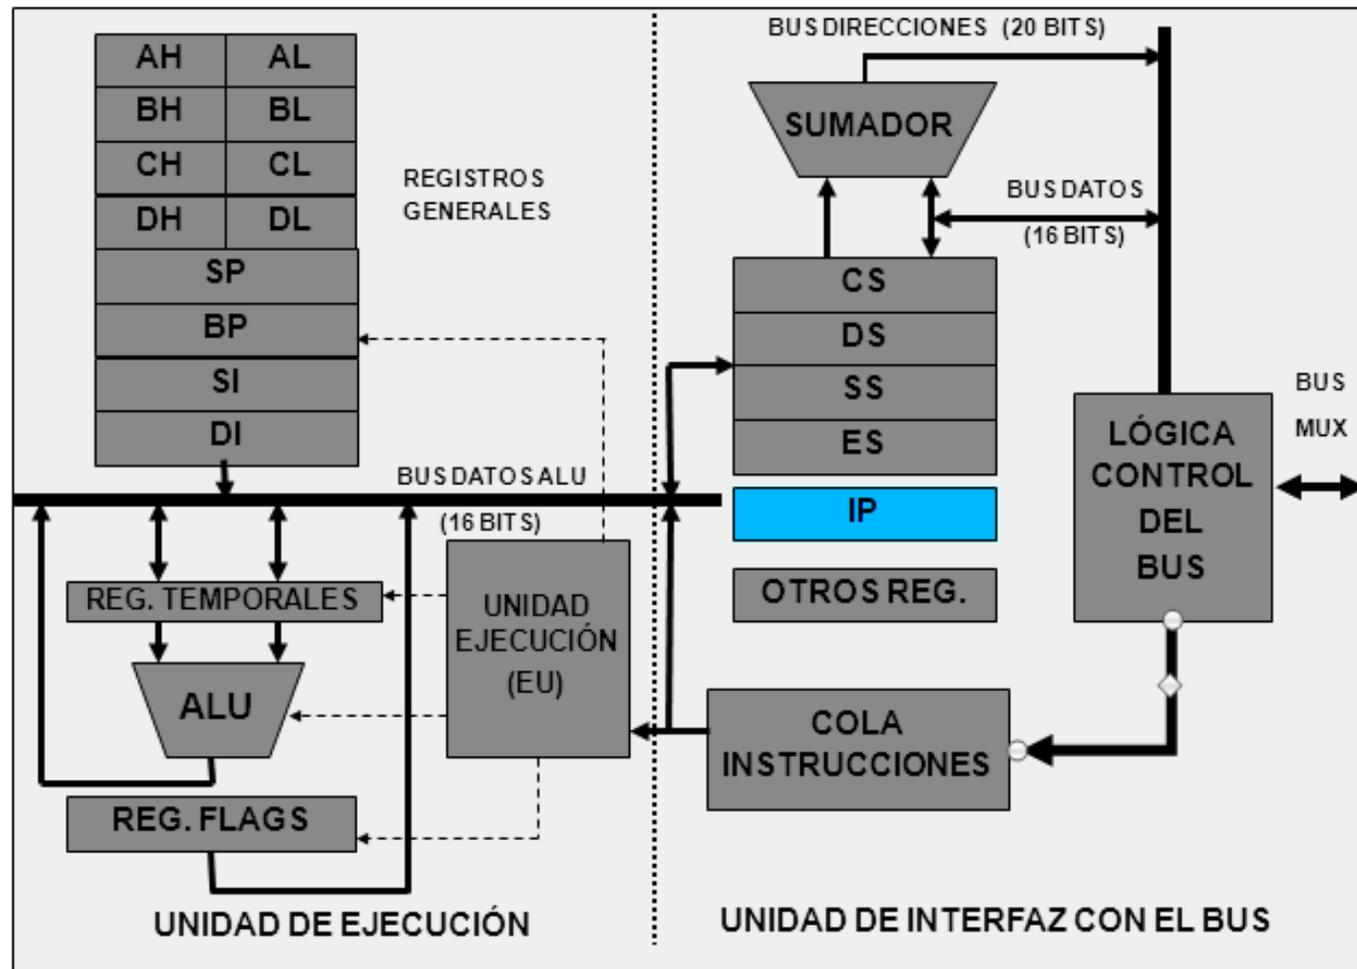 AH AL
BH BL
CH CL
DH DL
SP
BP
SI
DI
REGISTROS
GENERALES
BUS DATOS ALU
(16 BITS)
REG. TEMPORALES
ALU
REG. FLAGS
UNIDAD
EJECUCIÓN
(EU)
UNIDAD DE EJECUCIÓN
BUS DIRECCIONES (20 BITS)
SUMADOR
BUS DATOS
(16 BITS)
CS
DS
SS
ES
IP
OTROS REG.
COLA
INSTRUCCIONES
LÓGICA
CONTROL
DEL
BUS
BUS
MUX
UNIDAD DE INTERFAZ CON EL BUS